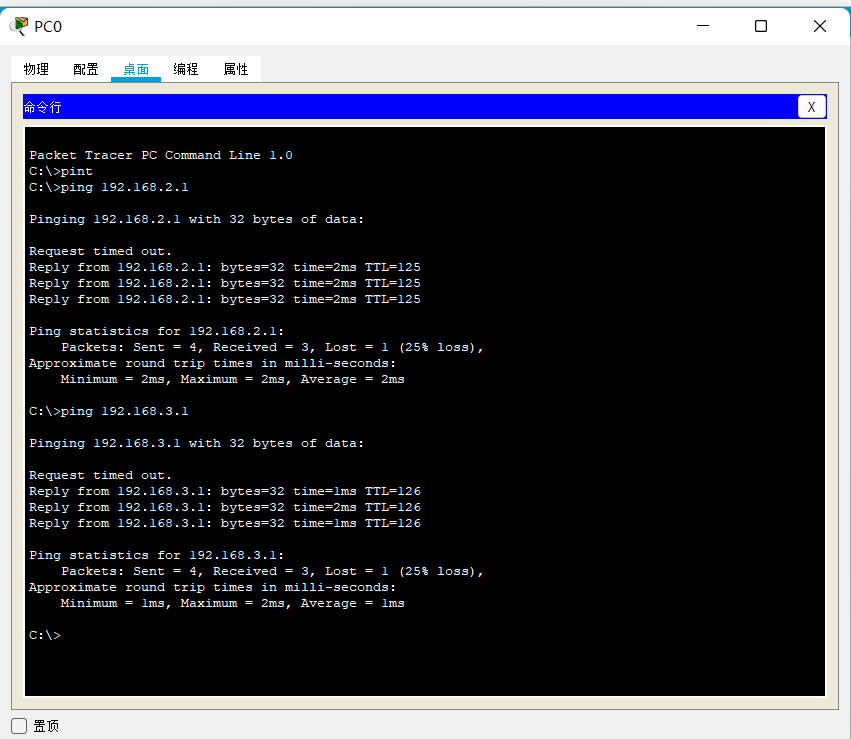 PC0
物理 配置 桌面 编程 属性
命令行 X
Packet Tracer PC Command Line 1.0
C:\>pint
C:\>ping 192.168.2.1
Pinging 192.168.2.1 with 32 bytes of data:
Request timed out.
Reply from 192.168.2.1: bytes=32 time=2ms TTL=125
Reply from 192.168.2.1: bytes=32 time=2ms TTL=125
Reply from 192.168.2.1: bytes=32 time=2ms TTL=125
Ping statistics for 192.168.2.1:
    Packets: Sent = 4, Received = 3, Lost = 1 (25% loss),
Approximate round trip times in milli-seconds:
    Minimum = 2ms, Maximum = 2ms, Average = 2ms
C:\>ping 192.168.3.1
Pinging 192.168.3.1 with 32 bytes of data:
Request timed out.
Reply from 192.168.3.1: bytes=32 time=1ms TTL=126
Reply from 192.168.3.1: bytes=32 time=2ms TTL=126
Reply from 192.168.3.1: bytes=32 time=1ms TTL=126
Ping statistics for 192.168.3.1:
    Packets: Sent = 4, Received = 3, Lost = 1 (25% loss),
Approximate round trip times in milli-seconds:
    Minimum = 1ms, Maximum = 2ms, Average = 1ms
C:\>
置顶